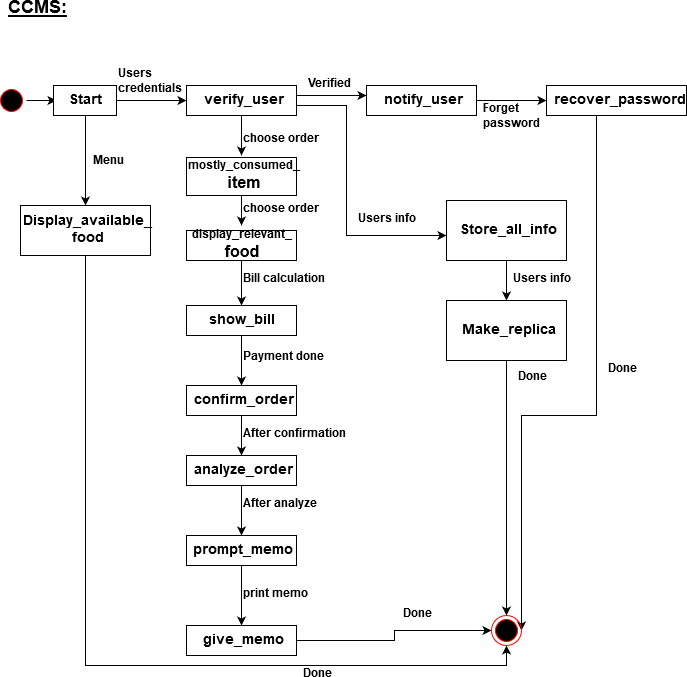 CCMS:
Users
credentials
Verified
Start
verify_user
notify_user
recover_password
Forget
password
choose order
Menu
mostly_consumed_
item
choose order
Display_available_
food
Users info
Store_all_info
display_relevant_
food
Bill calculation
Users info
show_bill
Make_replica
Payment done
Done
Done
confirm_order
After confirmation
analyze_order
After analyze
prompt_memo
print memo
Done
give_memo
Done